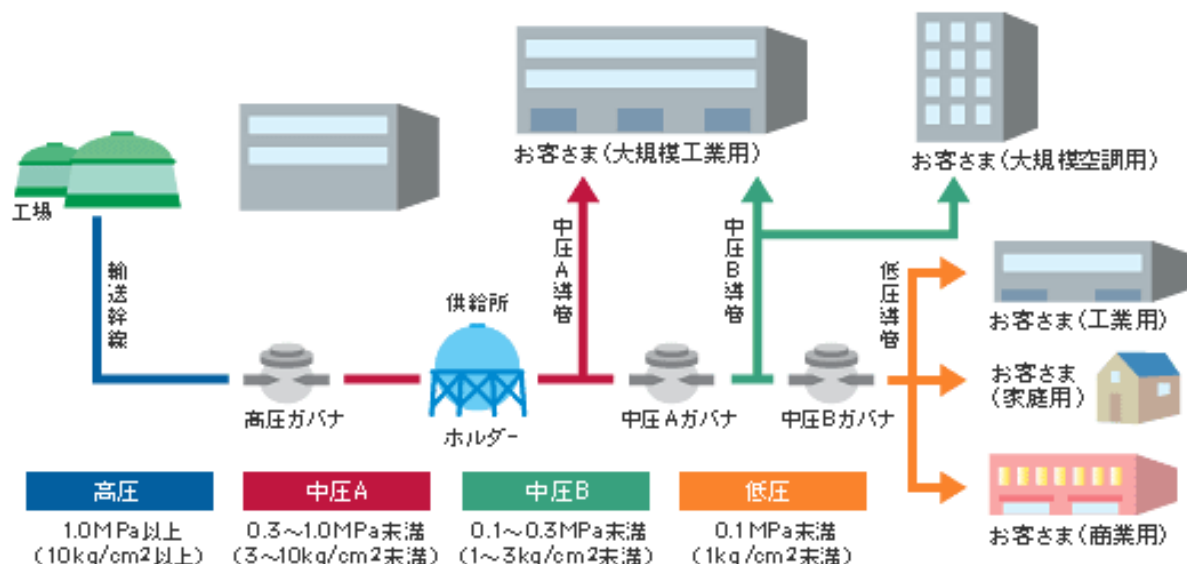 お客さま(大規模工業用)
お客さま(大規模空調用)
工場
輸送幹線
中圧A導管
中圧B導管
低圧導管
お客さま(工業用)
供給所
お客さま
(家庭用)
高圧ガバナ
ホルダー
中圧Aガバナ
中圧Bガバナ
お客さま(商業用)
高圧
1.0MPa以上
(10kg/cm2以上)
中圧A
0.3～1.0MPa未満
(3～10kg/cm2未満)
中圧B
0.1～0.3MPa未満
(1～3kg/cm2未満)
低圧
0.1MPa未満
(1kg/cm2未満)